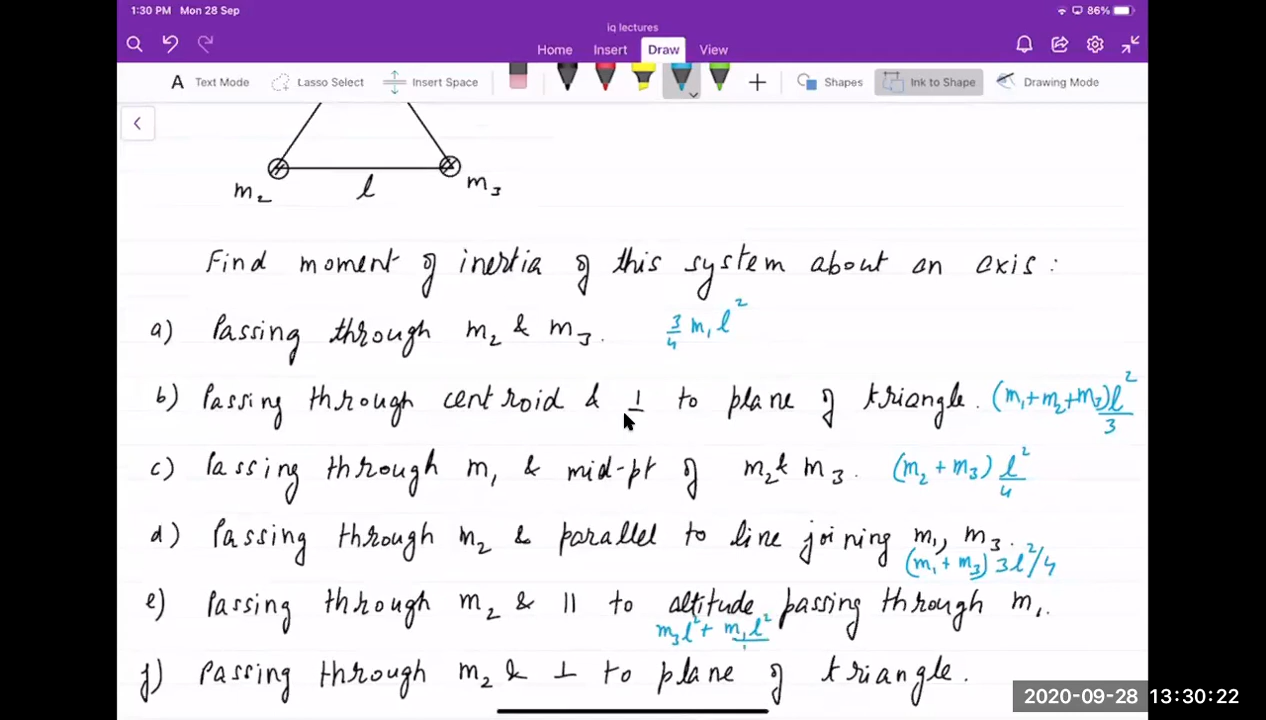 1:30 PM Mon 28 Sep
86%
iq lectures
Home Insert Draw View
Text Mode Lasso Select Insert Space Shapes Ink to Shape Drawing Mode
m₂ l m₃
Find moment of inertia of this system about an axis :
a) Passing through m₂ & m₃. 3/4 m₁ l²
b) Passing through centroid & ⊥ to plane of triangle. (m₁+m₂+m₃)l²/3
c) Passing through m₁ & mid-pt of m₂ & m₃. (m₂ + m₃) l²/4
d) Passing through m₂ & parallel to line joining m₁, m₃.
(m₁ + m₃) 3l²/4
e) Passing through m₂ & || to altitude passing through m₁.
m₃l² + m₁l²
f) Passing through m₂ & ⊥ to plane of triangle.
2020-09-28 13:30:22